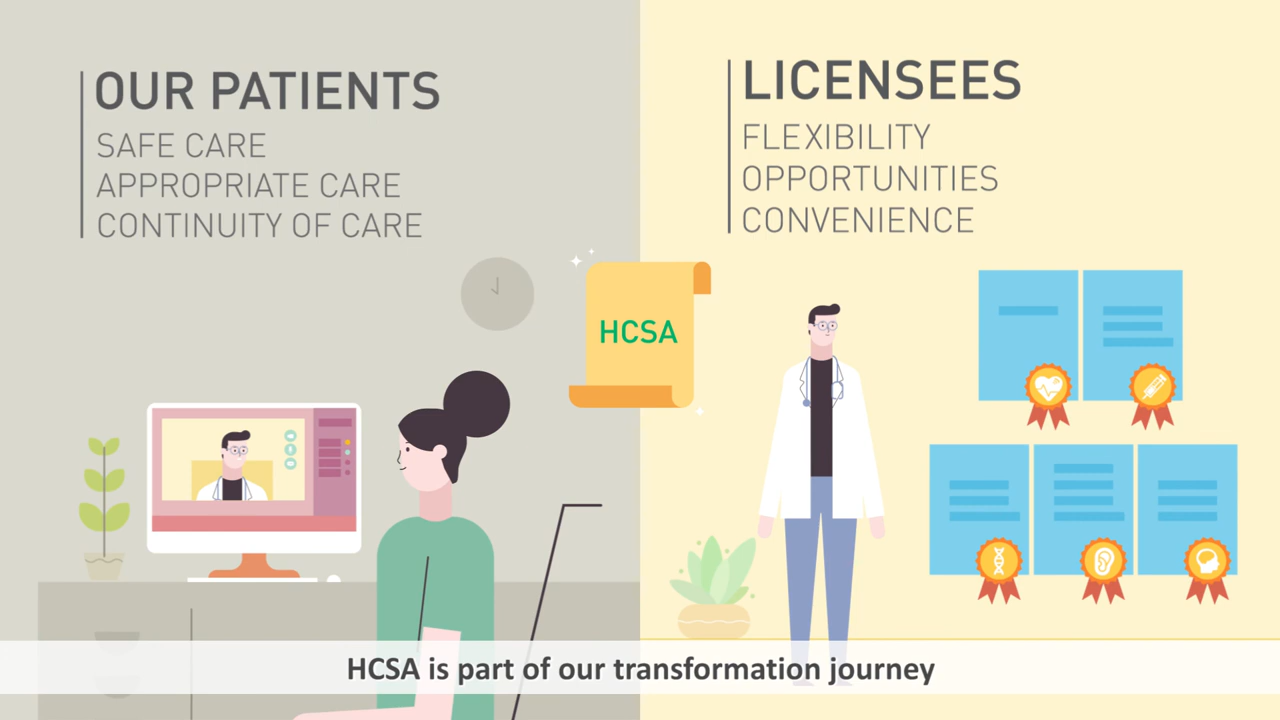 OUR PATIENTS
SAFE CARE
APPROPRIATE CARE
CONTINUITY OF CARE
LICENSEES
FLEXIBILITY
OPPORTUNITIES
CONVENIENCE
HCSA
HCSA is part of our transformation journey